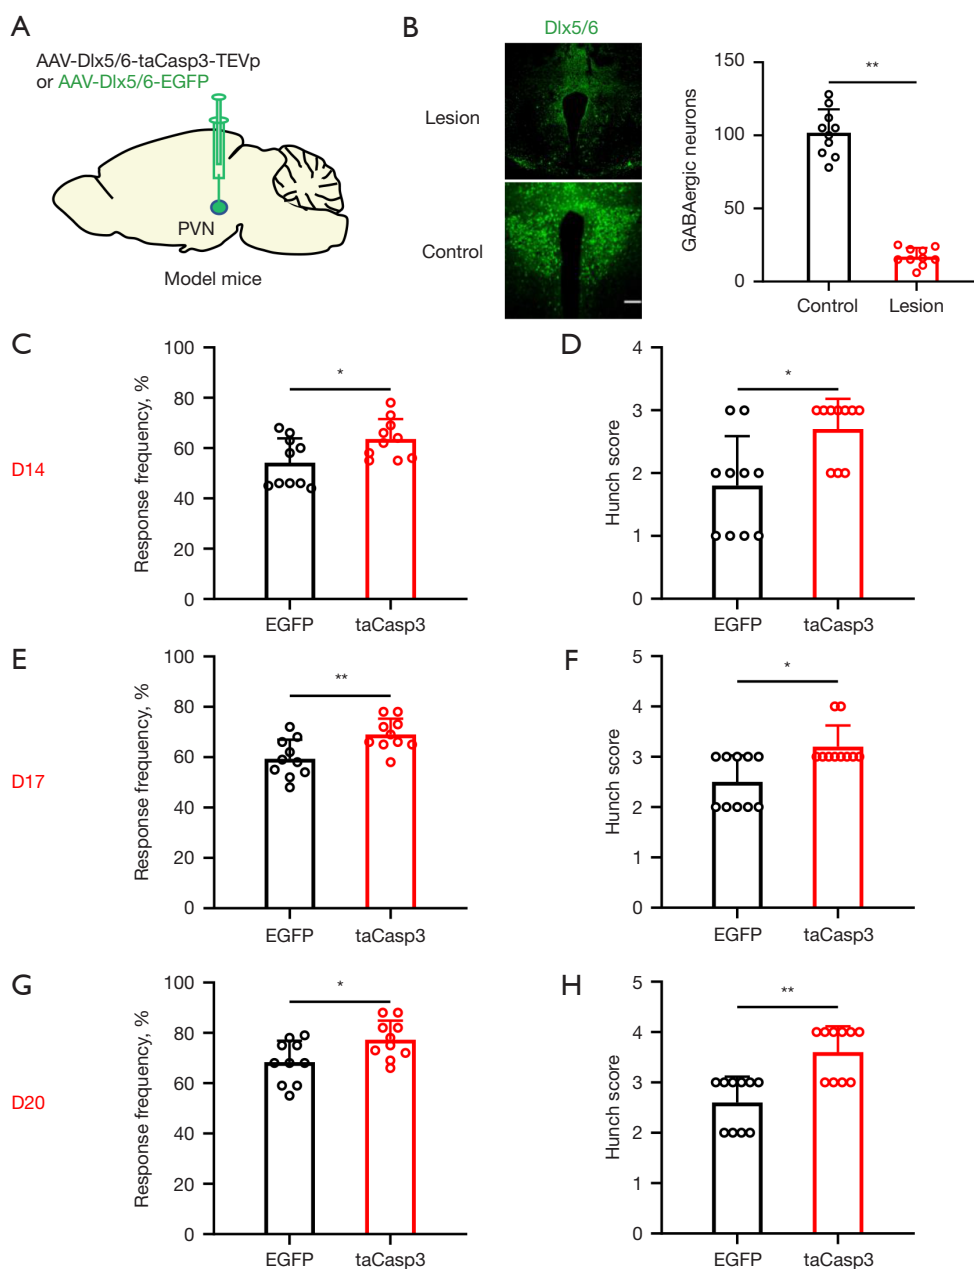 A
AAV-Dlx5/6-taCasp3-TEVp
or AAV-Dlx5/6-EGFP
PVN
Model mice
B
Dlx5/6
Lesion
Control
GABAergic neurons
150
100
50
0
**
Control
Lesion
C
D14
Response frequency, %
100
80
60
40
20
0
*
EGFP
taCasp3
D
Hunch score
4
3
2
1
0
*
EGFP
taCasp3
E
D17
Response frequency, %
100
80
60
40
20
0
**
EGFP
taCasp3
F
Hunch score
5
4
3
2
1
0
*
EGFP
taCasp3
G
D20
Response frequency, %
100
80
60
40
20
0
*
EGFP
taCasp3
H
Hunch score
5
4
3
2
1
0
**
EGFP
taCasp3